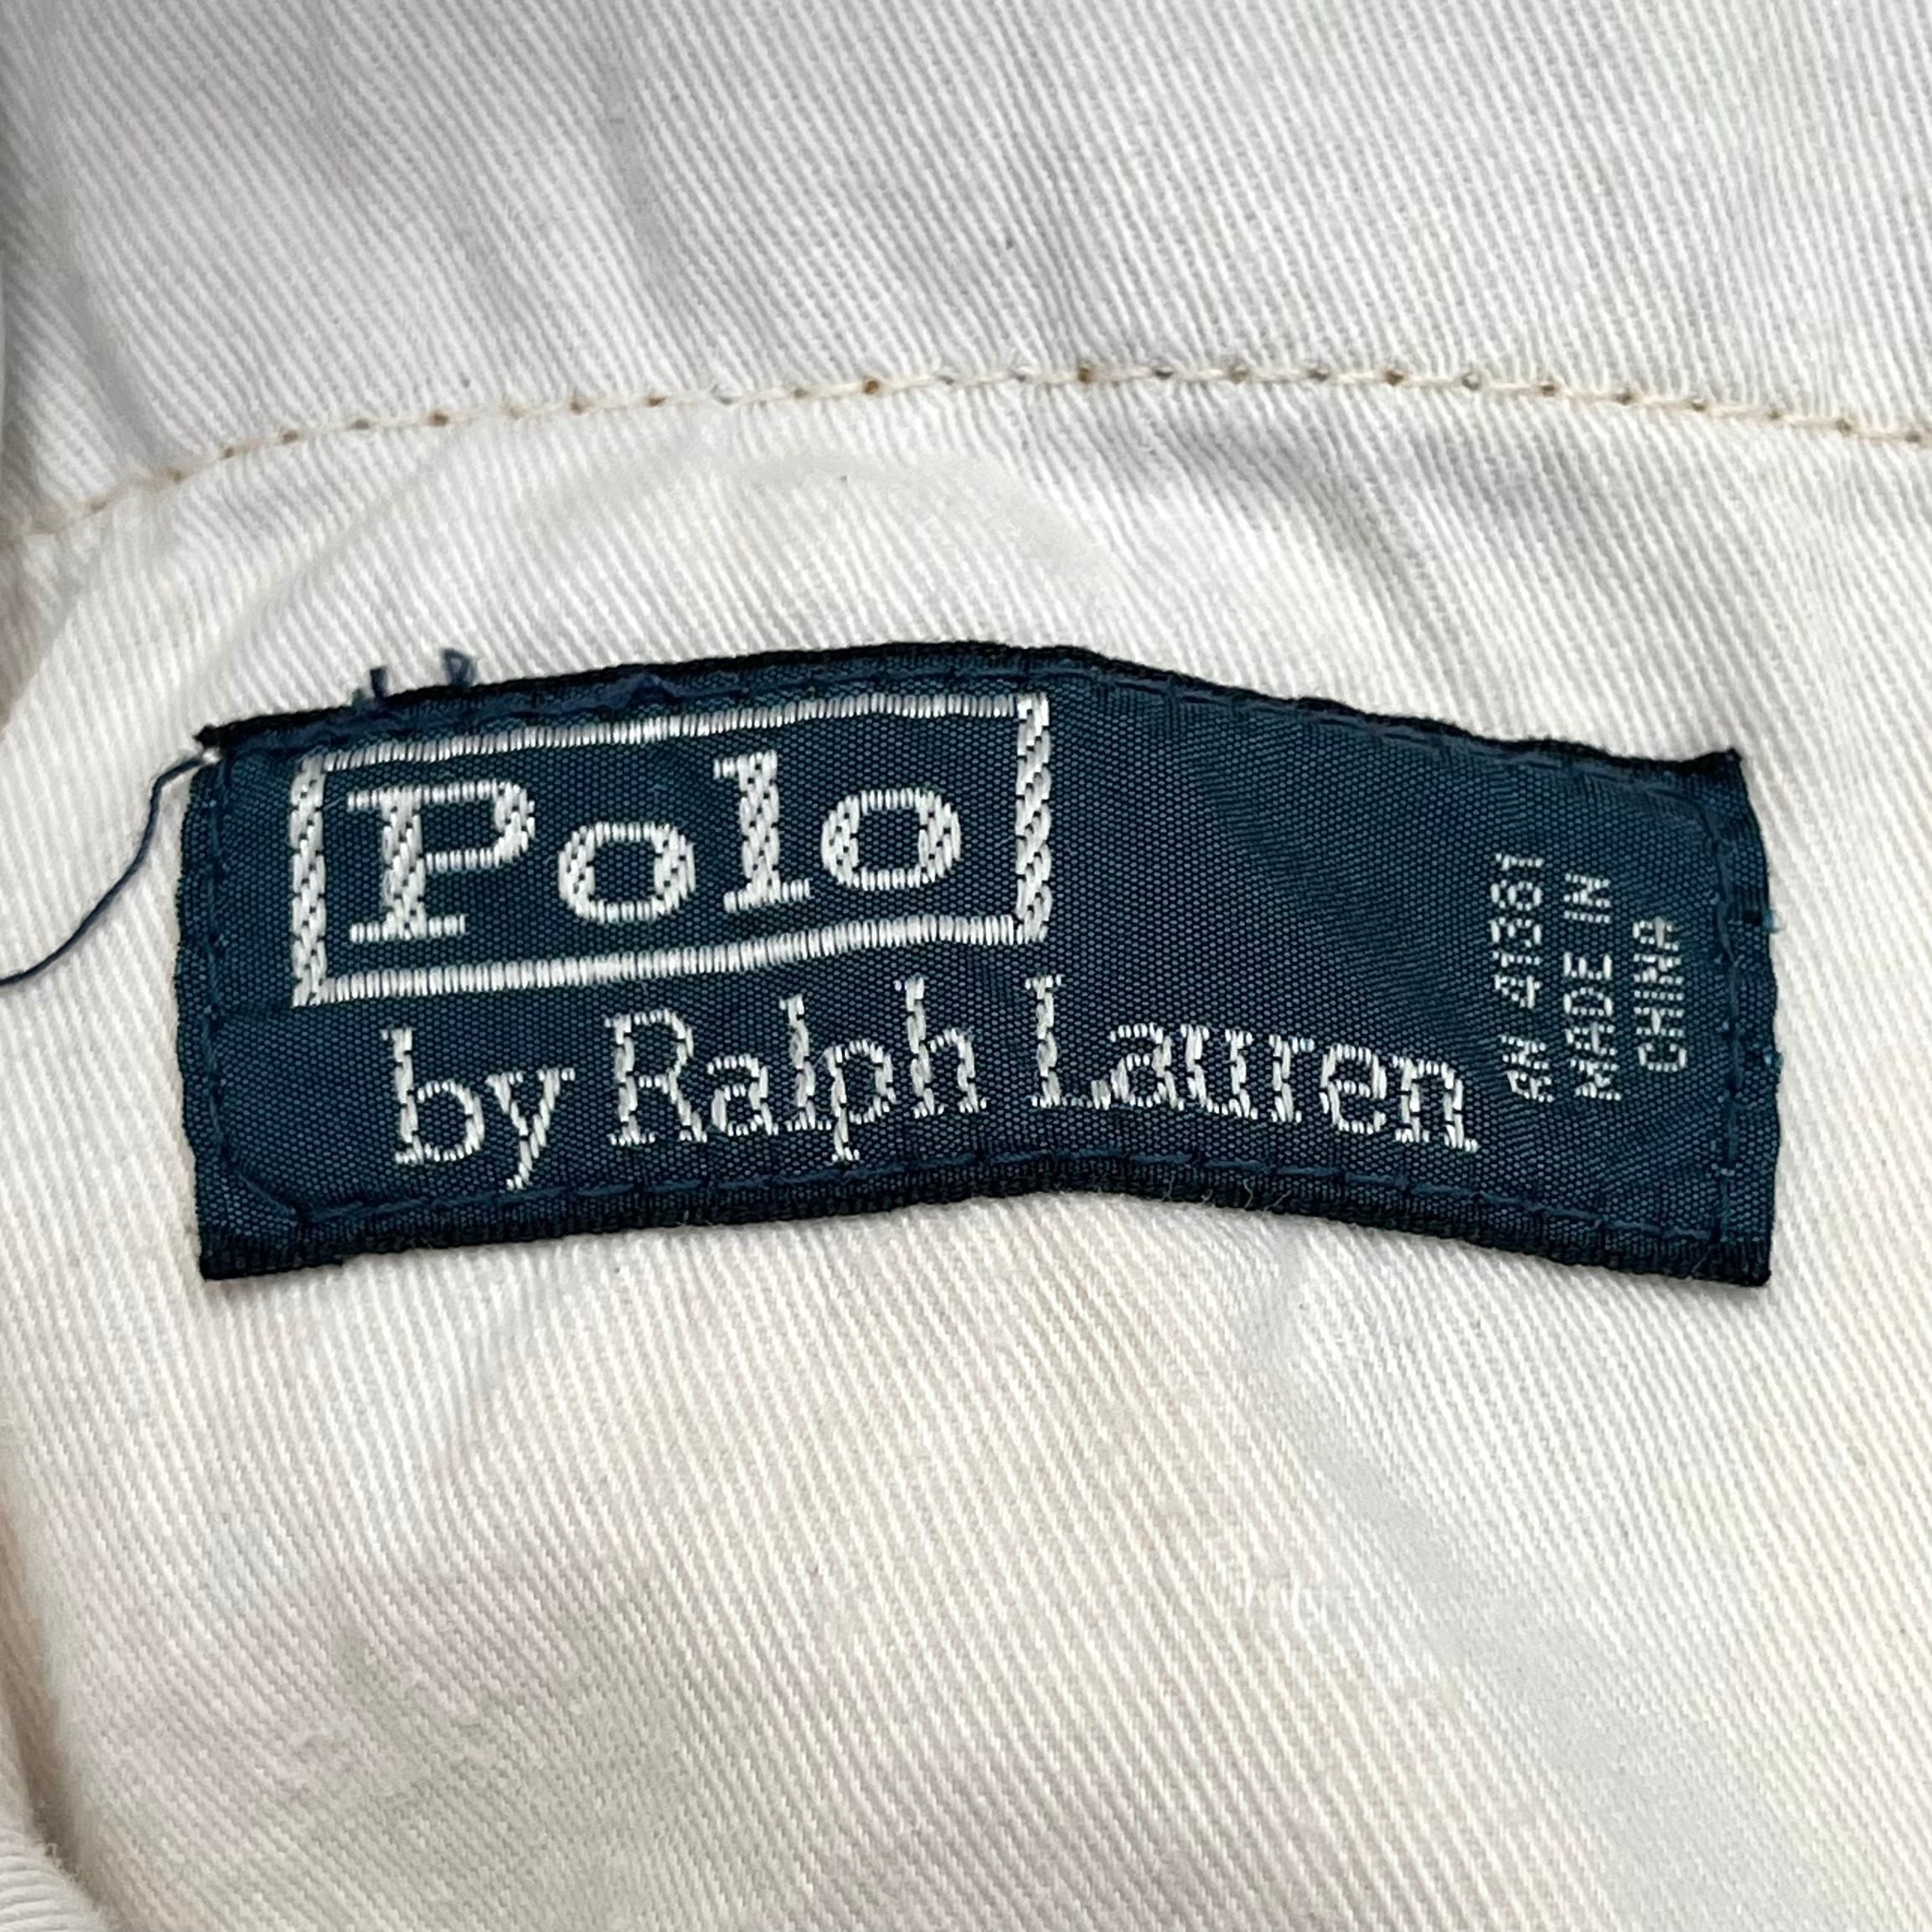 Polo
by Ralph Lauren
RN 41381
MADE IN
CHINA